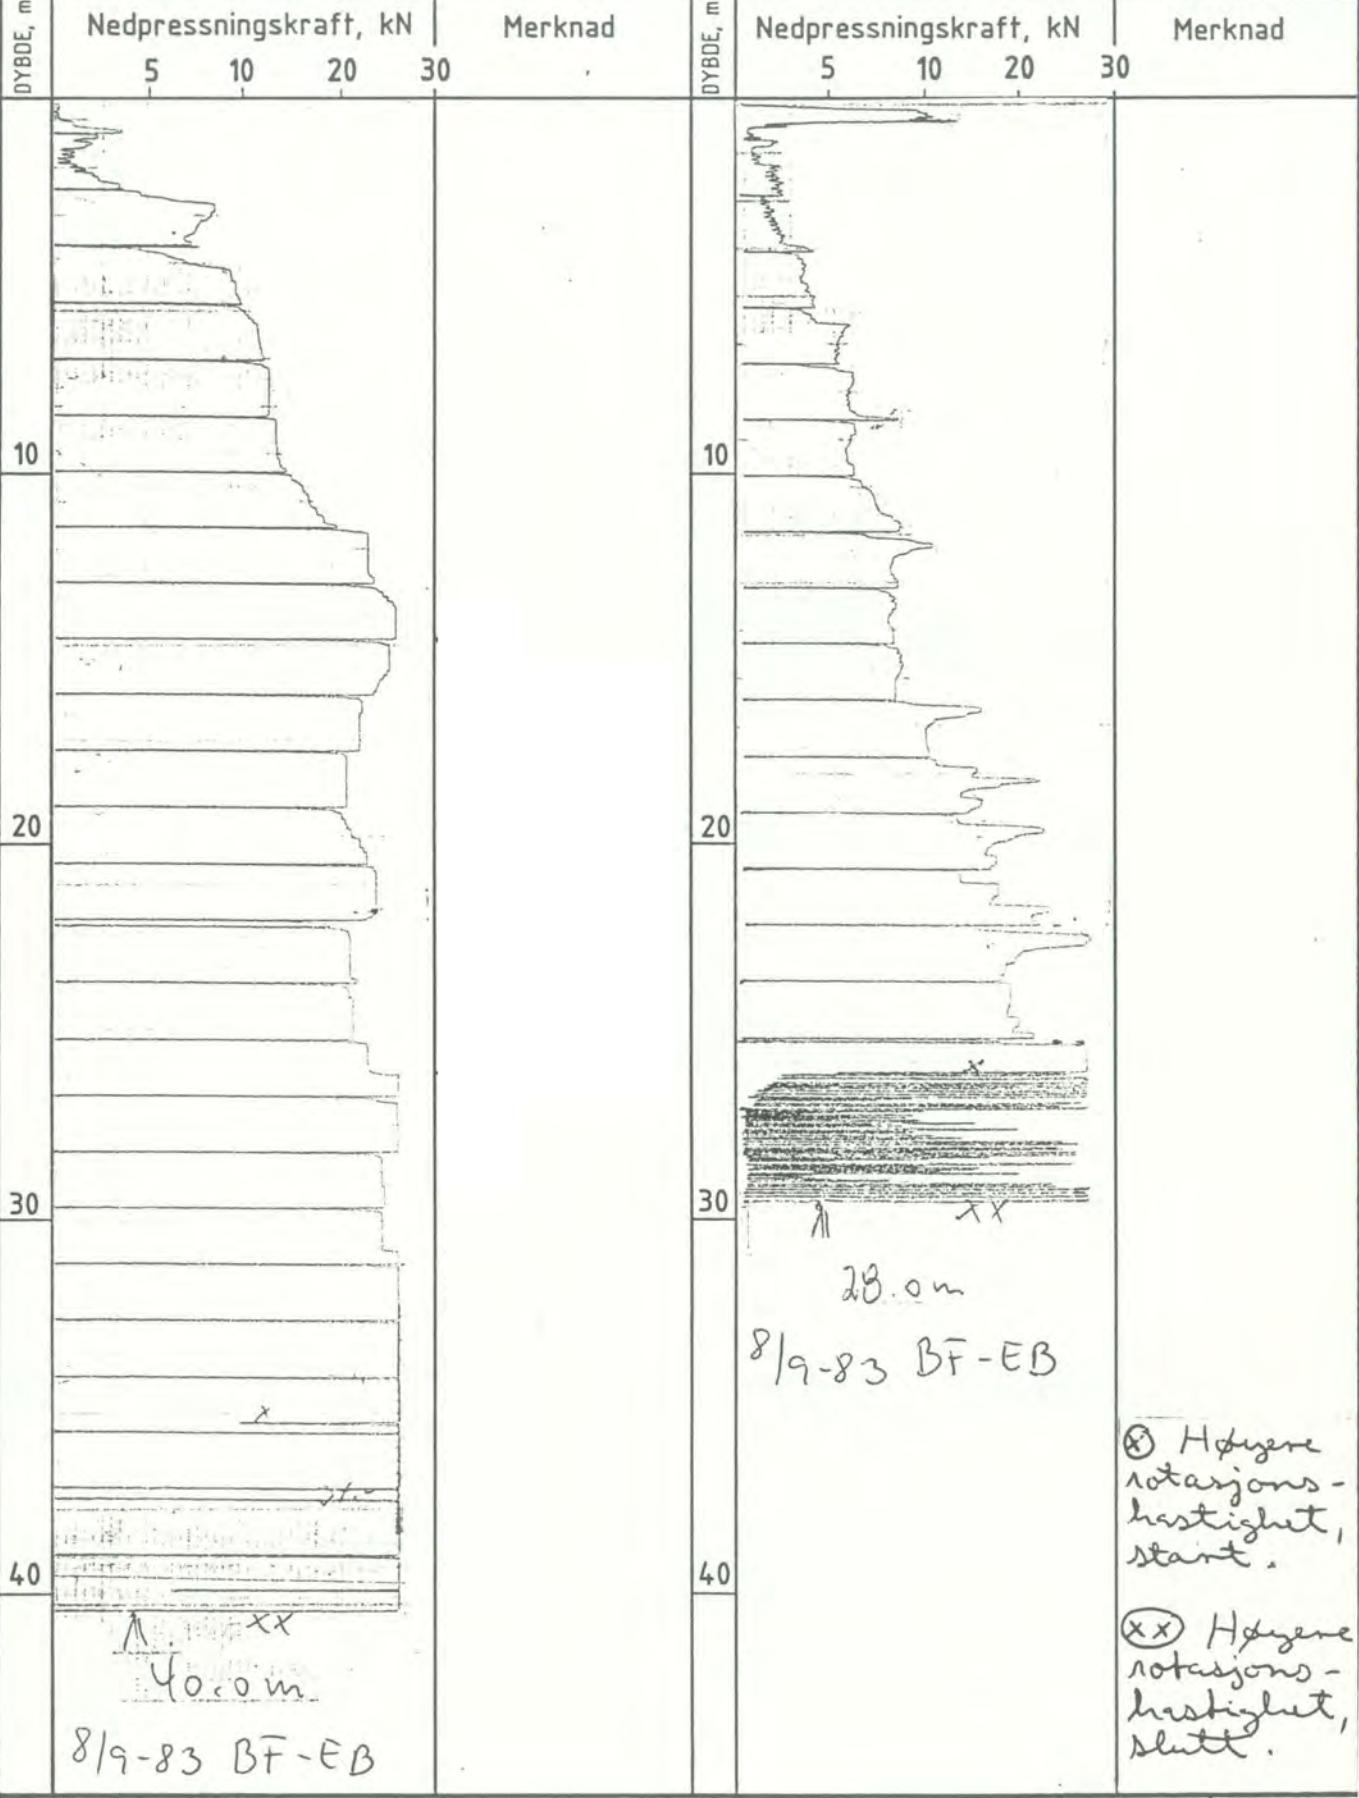 DYBDE, m
Nedpressningskraft, kN
Merknad
5 10 20 30
10
20
30
40
x
xx
40.0 m
8/9-83 BF-EB
DYBDE, m
Nedpressningskraft, kN
Merknad
5 10 20 30
10
20
30
40
x
xx
28.0 m
8/9-83 BF-EB
ⓧ Høyere
rotasjons-
hastighet,
start.
(xx) Høyere
rotasjons-
hastighet,
slutt.